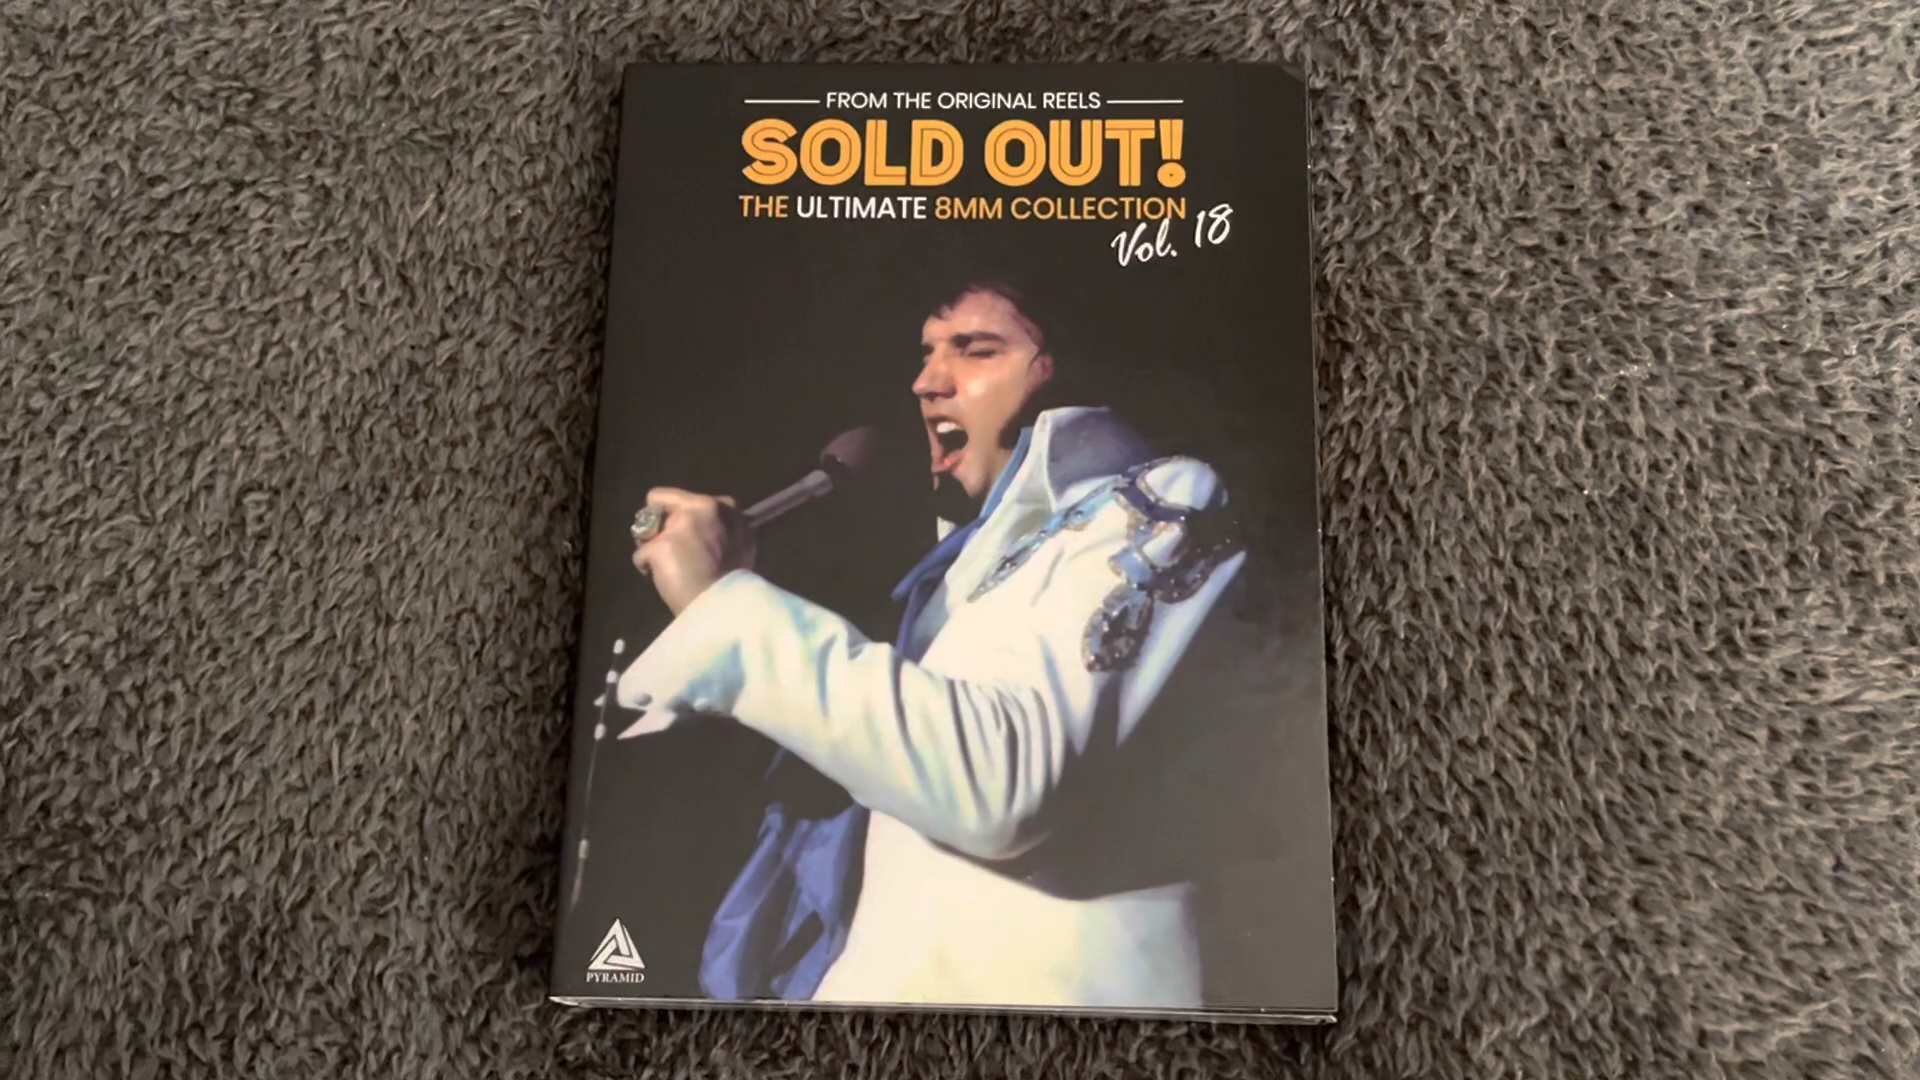 FROM THE ORIGINAL REELS
SOLD OUT!
THE ULTIMATE 8MM COLLECTION
Vol. 18
PYRAMID